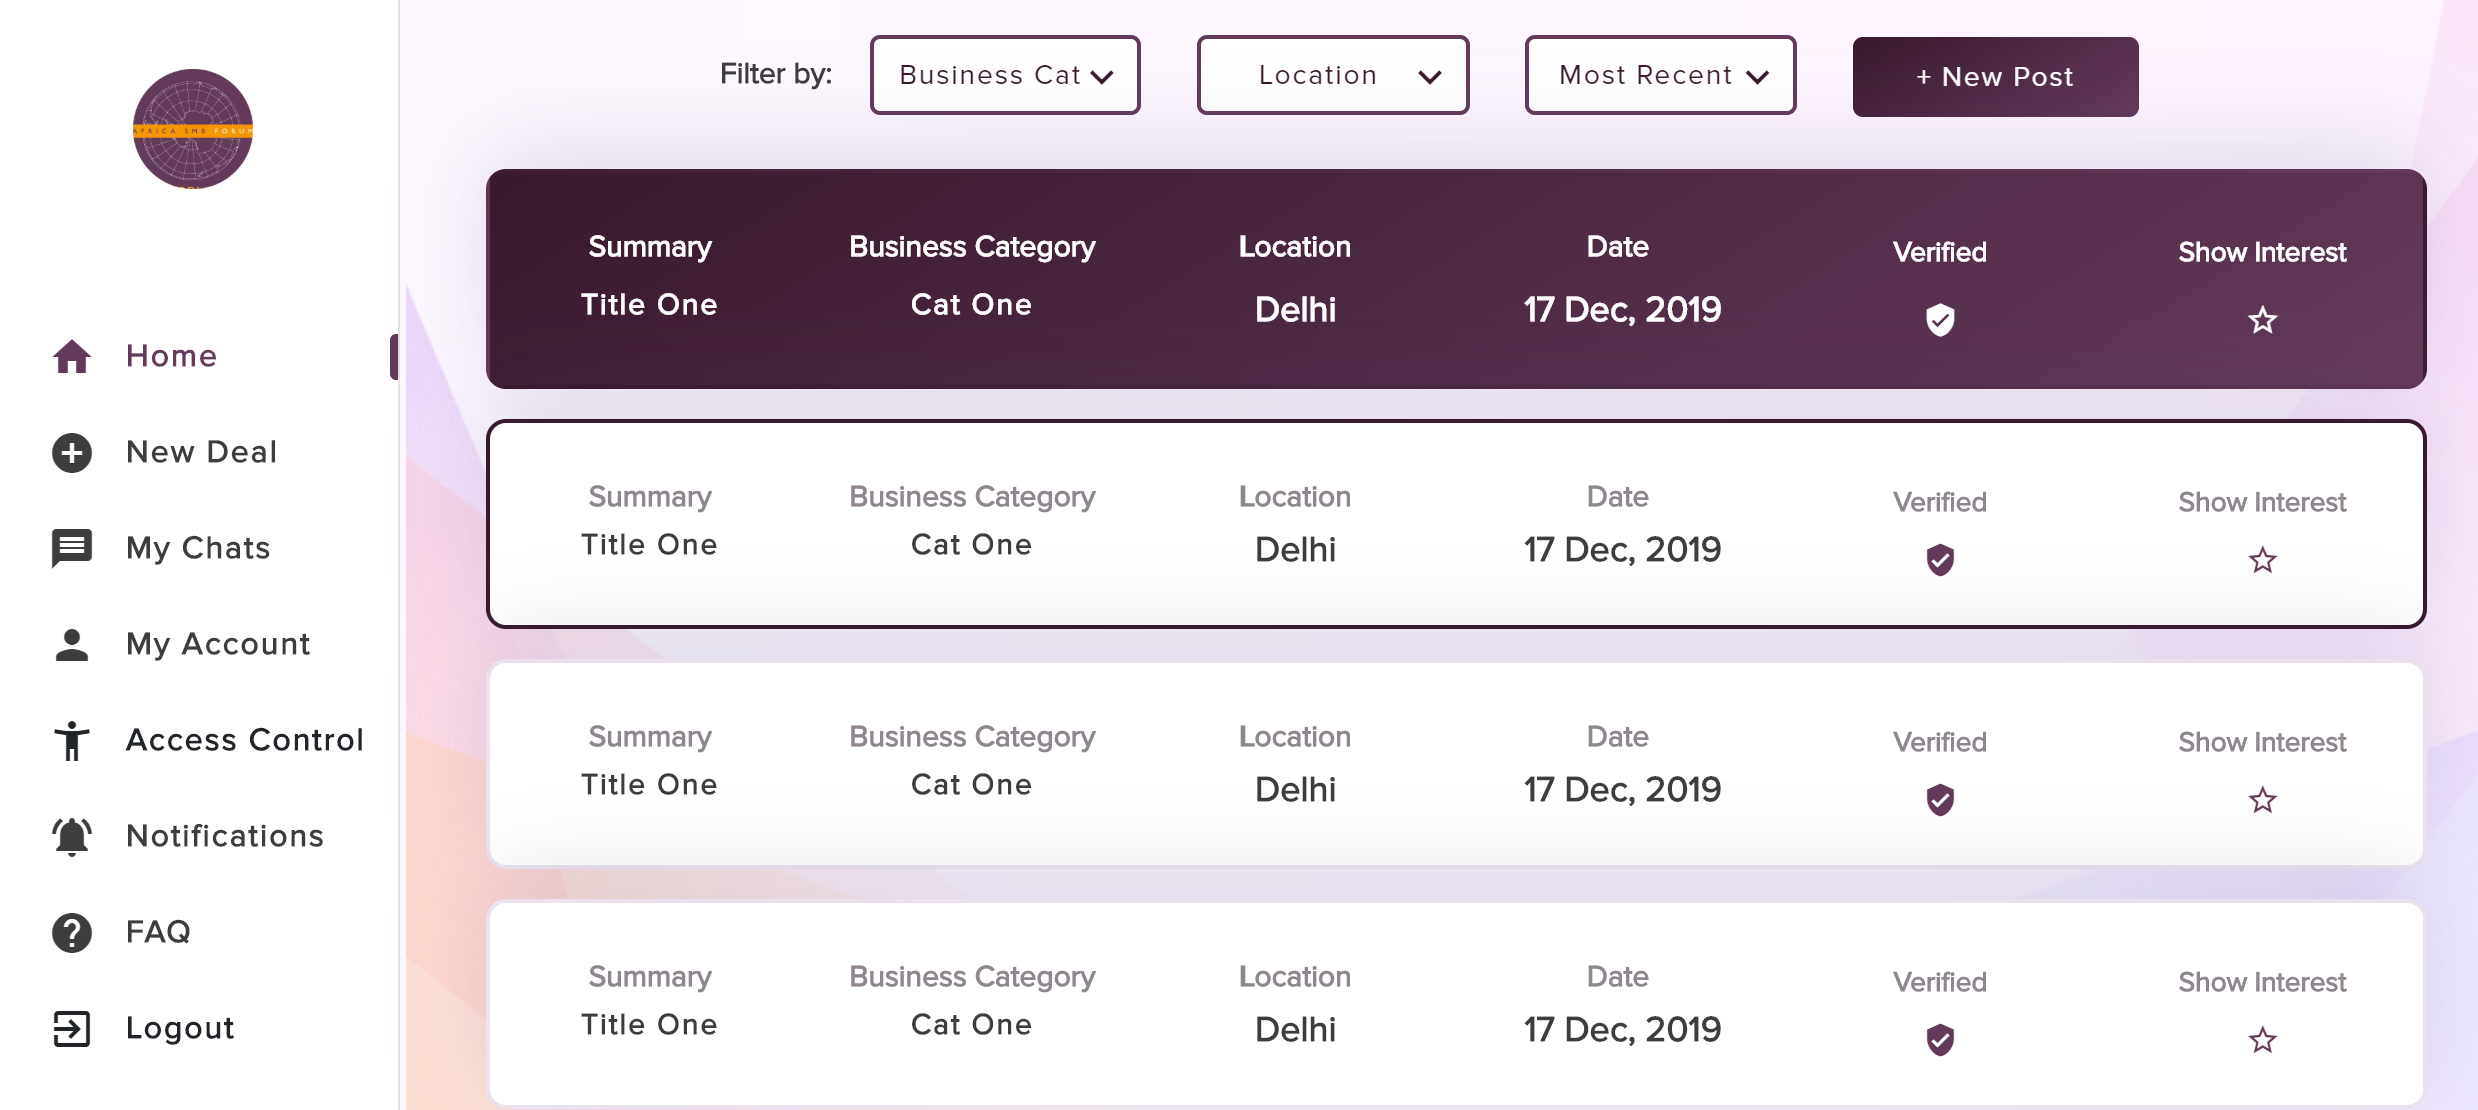 AFRICA SMB FORUM
Filter by:
Business Cat
Location
Most Recent
+ New Post
Home
New Deal
My Chats
My Account
Access Control
Notifications
FAQ
Logout
Summary Business Category Location Date Verified Show Interest
Title One Cat One Delhi 17 Dec, 2019
Summary Business Category Location Date Verified Show Interest
Title One Cat One Delhi 17 Dec, 2019
Summary Business Category Location Date Verified Show Interest
Title One Cat One Delhi 17 Dec, 2019
Summary Business Category Location Date Verified Show Interest
Title One Cat One Delhi 17 Dec, 2019